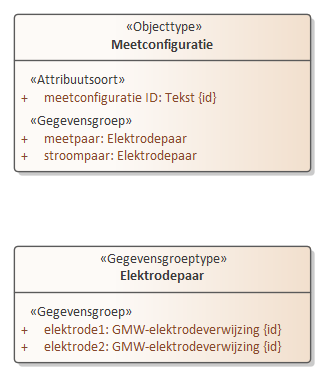 «Objecttype»
Meetconfiguratie
«Attribuutsoort»
+ meetconfiguratie ID: Tekst {id}
«Gegevensgroep»
+ meetpaar: Elektrodepaar
+ stroompaar: Elektrodepaar
«Gegevensgroeptype»
Elektrodepaar
«Gegevensgroep»
+ elektrode1: GMW-elektrodeverwijzing {id}
+ elektrode2: GMW-elektrodeverwijzing {id}